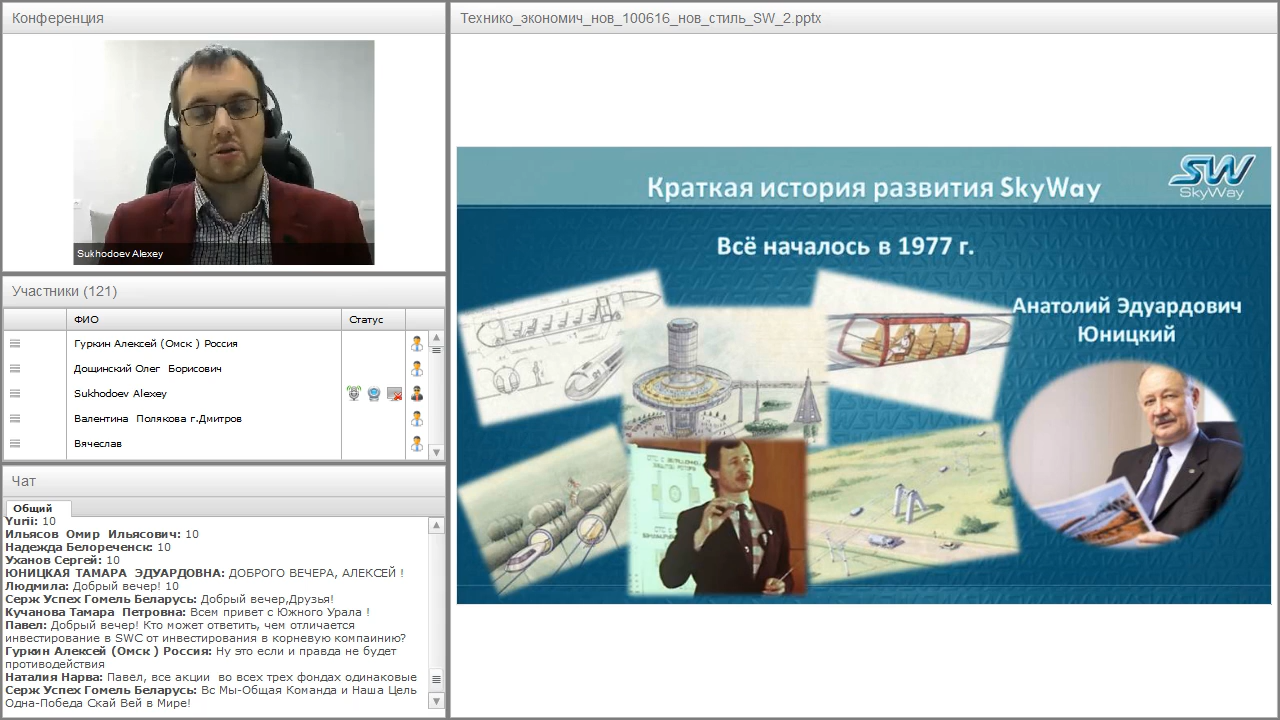 Конференция
Sukhodoev Alexey
Участники (121)
ФИО
Статус
Гуркин Алексей (Омск ) Россия
Дощинский Олег Борисович
Sukhodoev Alexey
Валентина Полякова г.Дмитров
Вячеслав
Чат
Общий
Yurii: 10
Ильясов Омир Ильясович: 10
Надежда Белореченск: 10
Уханов Сергей: 10
ЮНИЦКАЯ ТАМАРА ЭДУАРДОВНА: ДОБРОГО ВЕЧЕРА, АЛЕКСЕЙ !
Людмила: Добрый вечер! 10
Серж Успех Гомель Беларусь: Добрый вечер,Друзья!
Кучанова Тамара Петровна: Всем привет с Южного Урала !
Павел: Добрый вечер! Кто может ответить, чем отличается
инвестирование в SWC от инвестирования в корневую компаинию?
Гуркин Алексей (Омск ) Россия: Ну это если и правда не будет
противодействия
Наталия Нарва: Павел, все акции во всех трех фондах одинаковые
Серж Успех Гомель Беларусь: Вс Мы-Общая Команда и Наша Цель
Одна-Победа Скай Вей в Мире!
Технико_экономич_нов_100616_нов_стиль_SW_2.pptx
Краткая история развития SkyWay
SW
SkyWay
Всё началось в 1977 г.
Анатолий Эдуардович
Юницкий